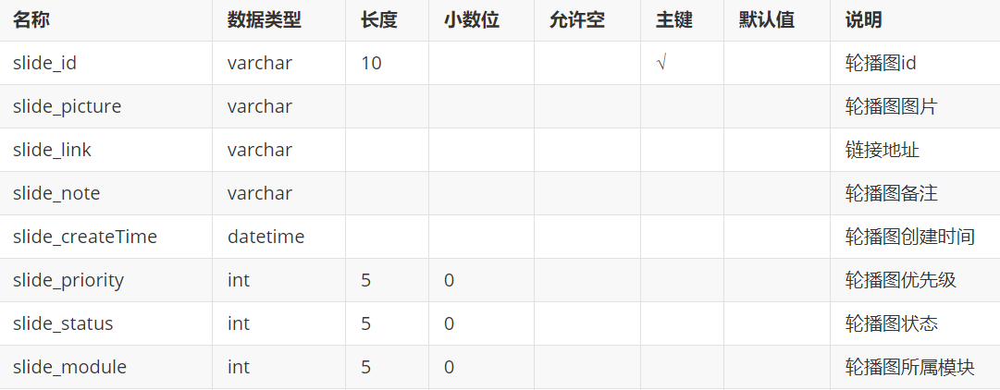 名称 数据类型 长度 小数位 允许空 主键 默认值 说明
slide_id varchar 10 √ 轮播图id
slide_picture varchar 轮播图图片
slide_link varchar 链接地址
slide_note varchar 轮播图备注
slide_createTime datetime 轮播图创建时间
slide_priority int 5 0 轮播图优先级
slide_status int 5 0 轮播图状态
slide_module int 5 0 轮播图所属模块